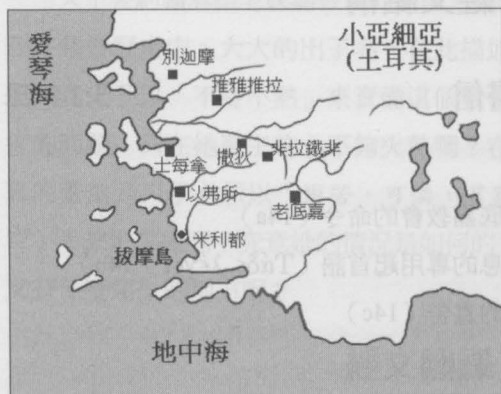 愛琴海
小亞細亞
(土耳其)
別迦摩
推稚推拉
撒狄
非拉鐵非
士每拿
以弗所
老底嘉
米利都
拔摩島
地中海